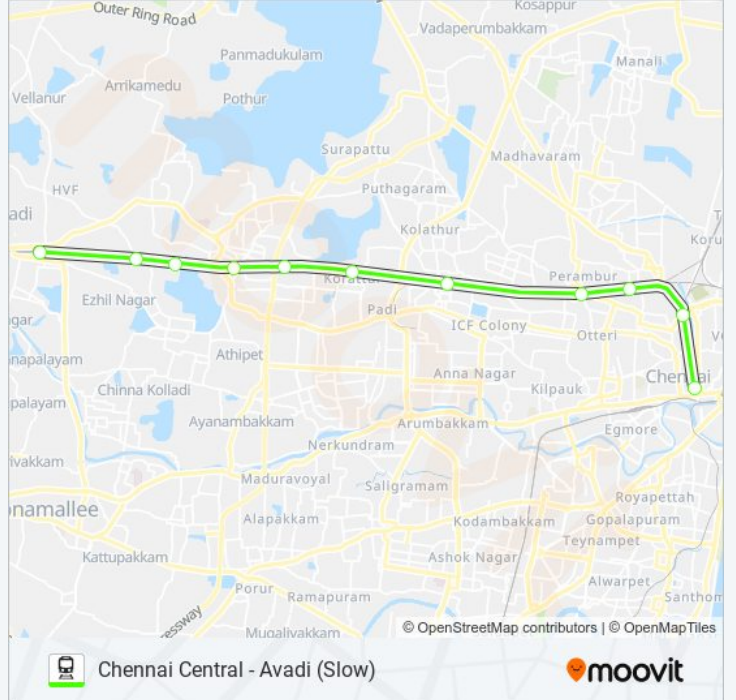 Kosappur
Outer Ring Road
Vadaperumbakkam
Panmadukulam
Manali
Arrikamedu
Vellanur
Pothur
Surapattu
Madhavaram
HVF
Puthagaram
adi
Kolathur
Koru
Perambur
Korattur
Ezhil Nagar
Padi
gar
ICF Colony
Otteri
Athipet
napalayam
Anna Nagar
Chennai
Chinna Kolladi
Kilpauk
palayam
Ayanavambakkam
Arumbakkam
Egmore
Nerkundram
ivakkam
Maduravoyal
Saligramam
Royapettah
onamallee
Alapakkam
Kodambakkam
Gopalapuram
Teynampet
Kattupakkam
Ashok Nagar
Alwarpet
Porur
Ramapuram
Santhom
essway
Mugalivakkam
© OpenStreetMap contributors | © OpenMapTiles
Chennai Central - Avadi (Slow)
moovit